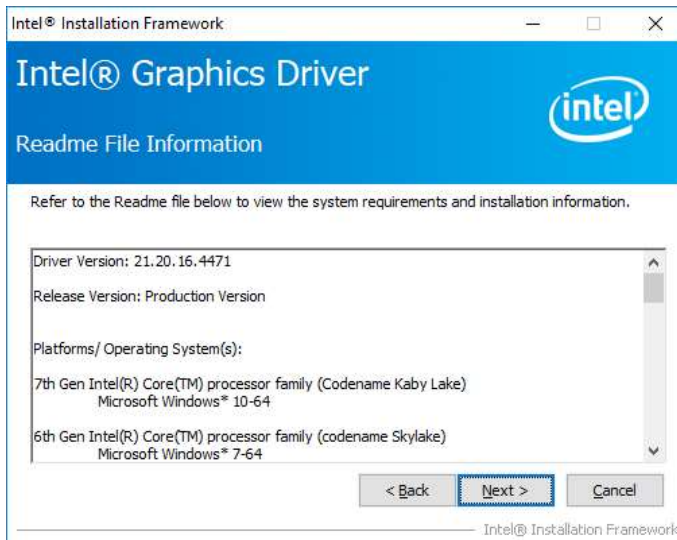 Intel® Installation Framework
Intel® Graphics Driver
intel
Readme File Information
Refer to the Readme file below to view the system requirements and installation information.
Driver Version: 21.20.16.4471
Release Version: Production Version
Platforms/ Operating System(s):
7th Gen Intel(R) Core(TM) processor family (Codename Kaby Lake)
Microsoft Windows* 10-64
6th Gen Intel(R) Core(TM) processor family (codename Skylake)
Microsoft Windows* 7-64
< Back
Next >
Cancel
Intel® Installation Framework